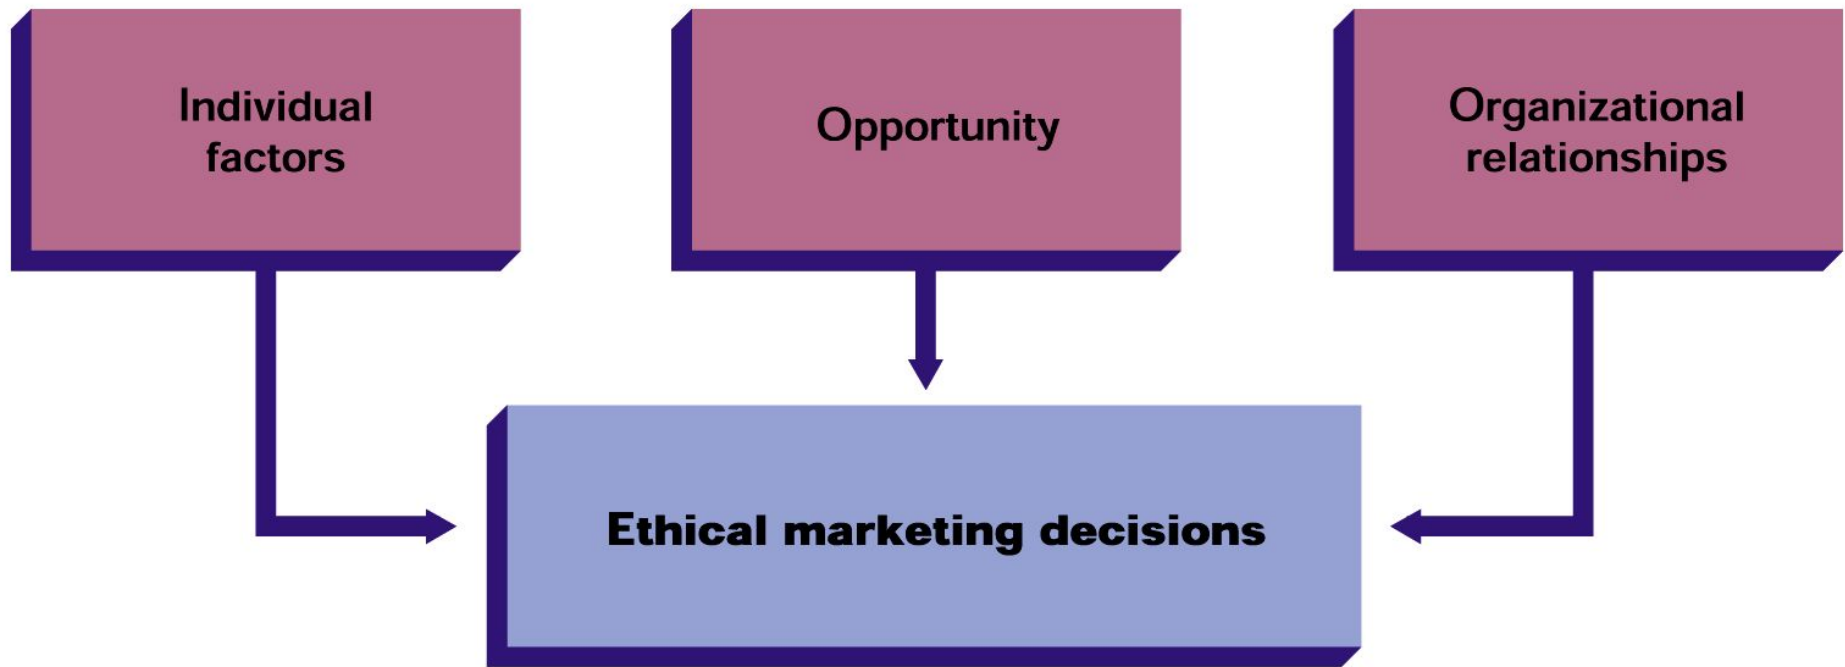 Individual
factors
Opportunity
Organizational
relationships
Ethical marketing decisions